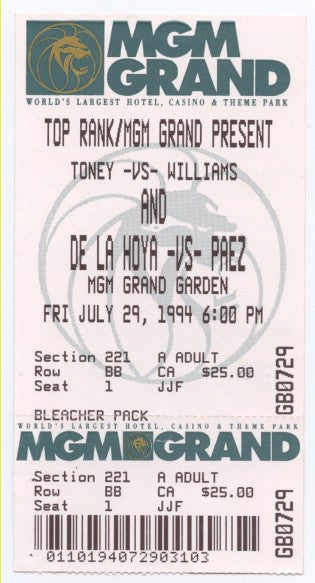 MGM
GRAND
WORLD'S LARGEST HOTEL, CASINO & THEME PARK
TOP RANK/MGM GRAND PRESENT
TONEY -VS- WILLIAMS
AND
DE LA HOYA -VS- PAEZ
MGM GRAND GARDEN
FRI JULY 29, 1994 6:00 PM
Section 221 A ADULT
Row BB CA $25.00
Seat 1 JJF
GB0729
BLEACHER PACK
WORLD'S LARGEST HOTEL, CASINO & THEME PARK
MGM GRAND
Section 221 A ADULT
Row BB CA $25.00
Seat 1 JJF
GB0729
0110194072903103